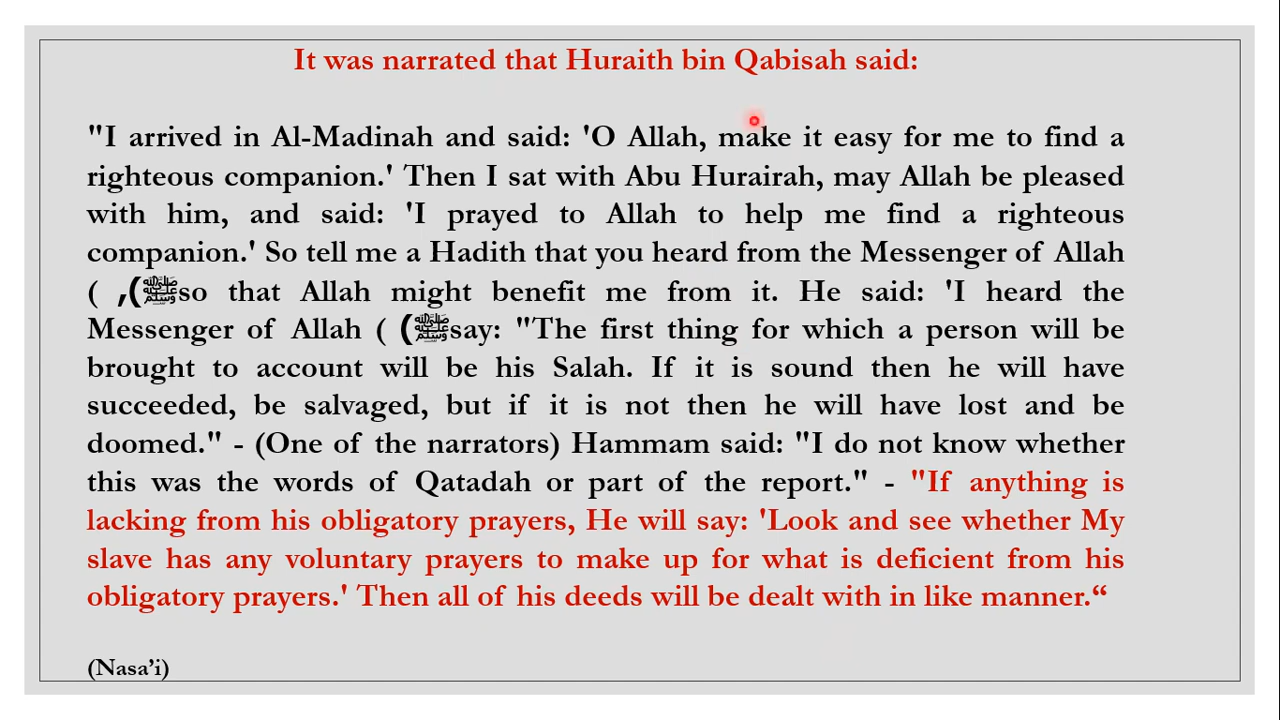 It was narrated that Huraith bin Qabisah said:
"I arrived in Al-Madinah and said: 'O Allah, make it easy for me to find a
righteous companion.' Then I sat with Abu Hurairah, may Allah be pleased
with him, and said: 'I prayed to Allah to help me find a righteous
companion.' So tell me a Hadith that you heard from the Messenger of Allah
( ,(ﷺso that Allah might benefit me from it. He said: 'I heard the
Messenger of Allah ( (ﷺsay: "The first thing for which a person will be
brought to account will be his Salah. If it is sound then he will have
succeeded, be salvaged, but if it is not then he will have lost and be
doomed." - (One of the narrators) Hammam said: "I do not know whether
this was the words of Qatadah or part of the report." - "If anything is
lacking from his obligatory prayers, He will say: 'Look and see whether My
slave has any voluntary prayers to make up for what is deficient from his
obligatory prayers.' Then all of his deeds will be dealt with in like manner.“
(Nasa’i)